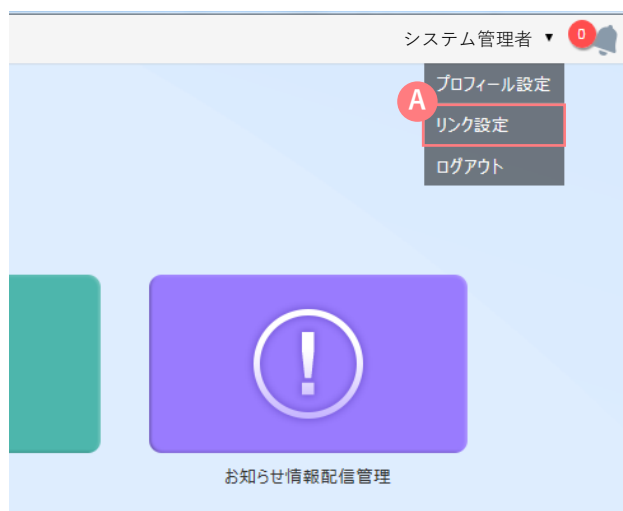 システム管理者 ▼ 0
プロフィール設定
A
リンク設定
ログアウト
!
お知らせ情報配信管理